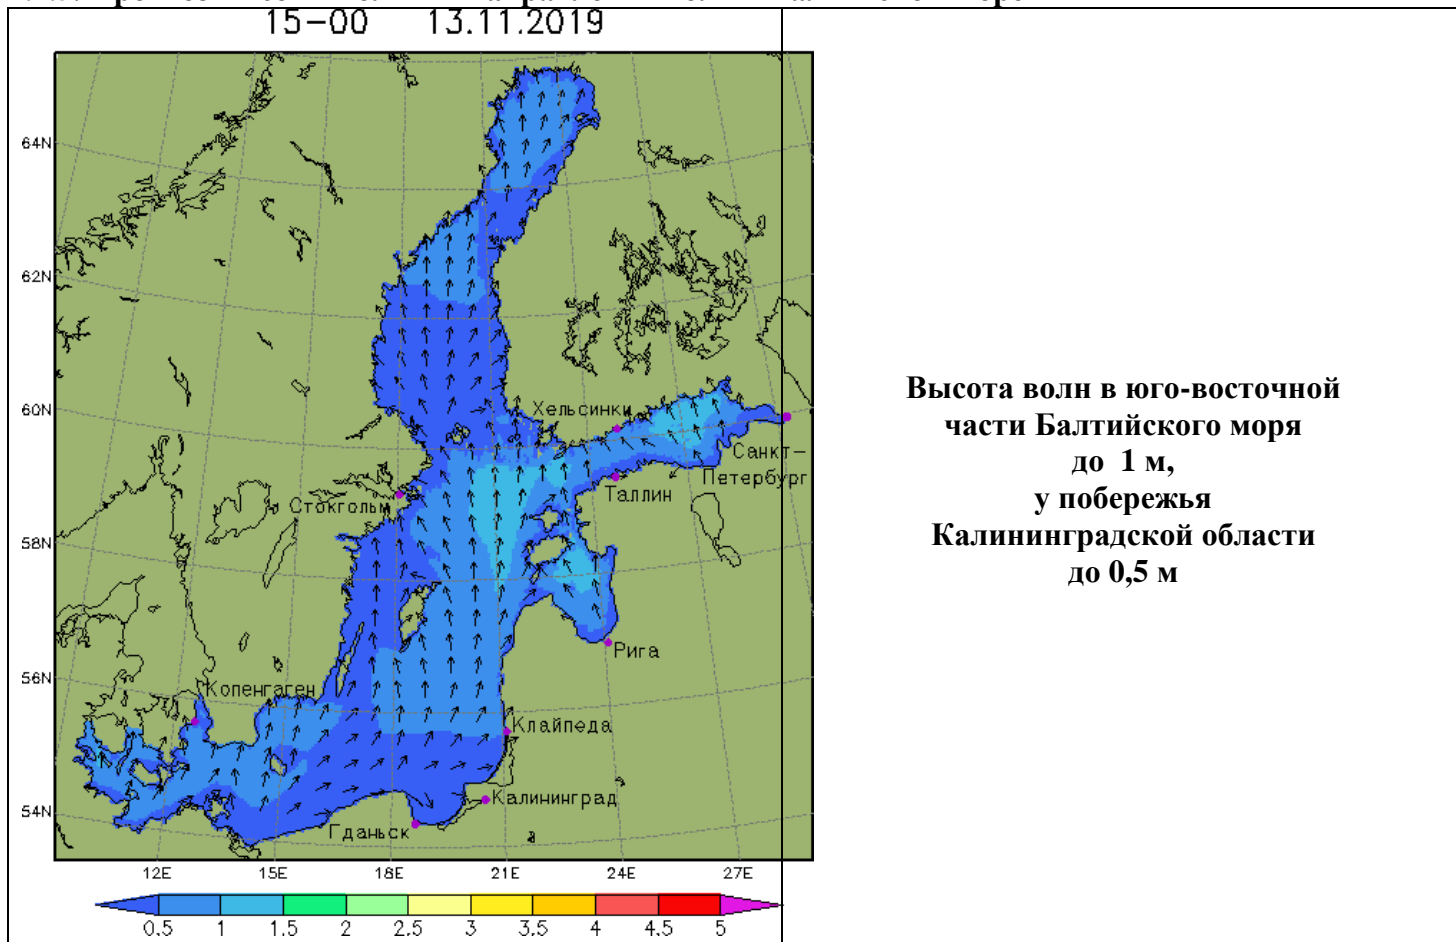 15-00 13.11.2019
64N
62N
60N
58N
56N
54N
Хельсинки
Санкт-
Петербург
Таллин
Стокгольм
Рига
Копенгаген
Клайпеда
Калининград
Гданьск
12E 15E 18E 21E 24E 27E
0,5 1 1,5 2 2,5 3 3,5 4 4,5 5
Высота волн в юго-восточной
части Балтийского моря
до 1 м,
у побережья
Калининградской области
до 0,5 м